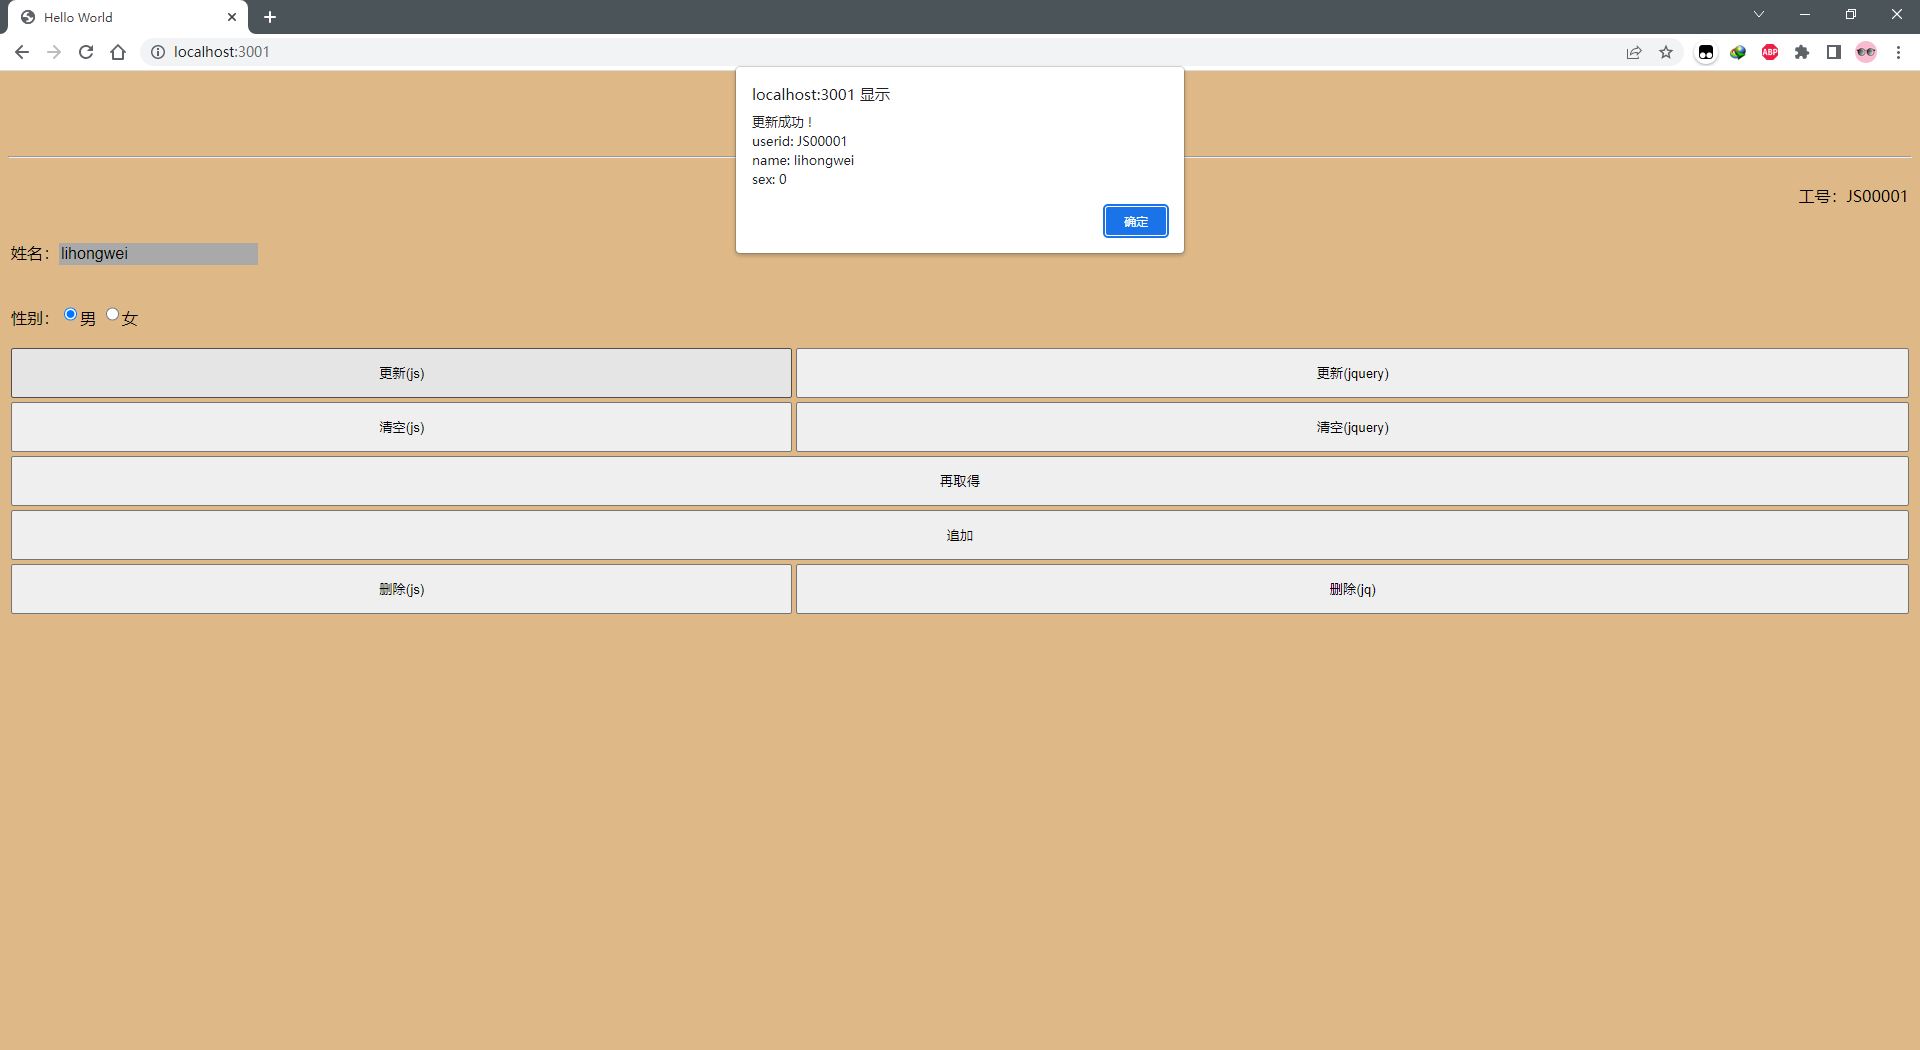 Hello World
localhost:3001
ABP
localhost:3001 显示
更新成功！
userid: JS00001
name: lihongwei
sex: 0
确定
工号：JS00001
姓名：lihongwei
性别：男 女
更新(js) 更新(jquery)
清空(js) 清空(jquery)
再取得
追加
删除(js) 删除(jq)